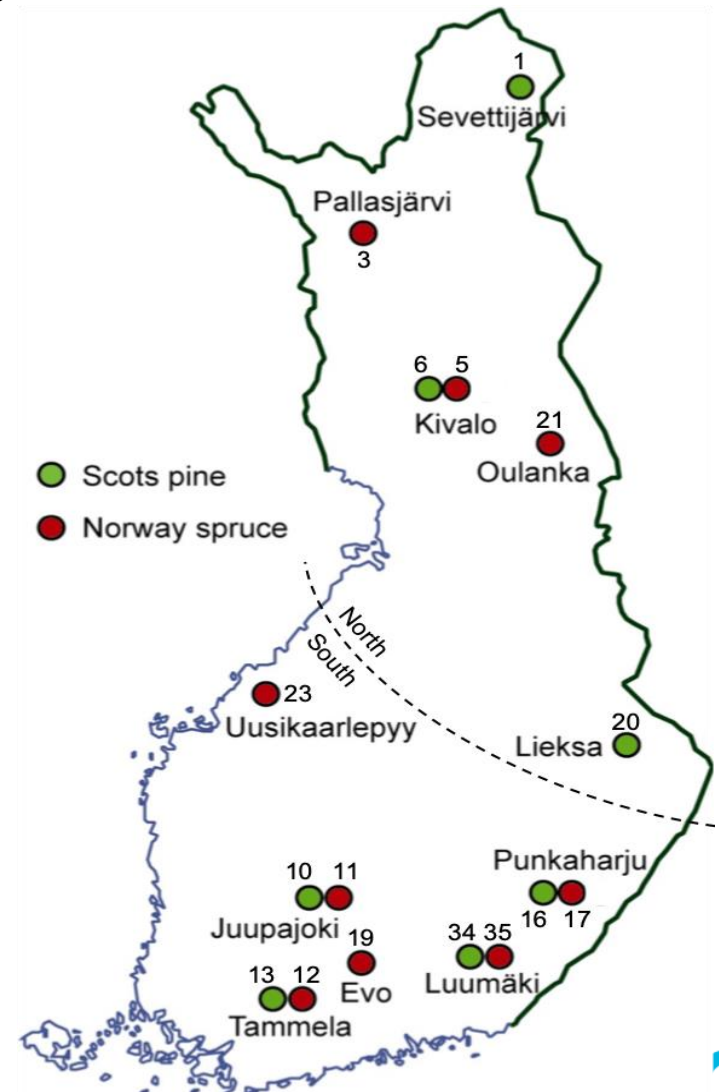 1
Sevettijärvi
Pallasjärvi
3
6 5
Kivalo
21
Oulanka
Scots pine
Norway spruce
North
South
23
Uusikaarlepyy
20
Lieksa
Punkaharju
16 17
10 11
Juupajoki
19
Evo
34 35
Luumäki
13 12
Tammela